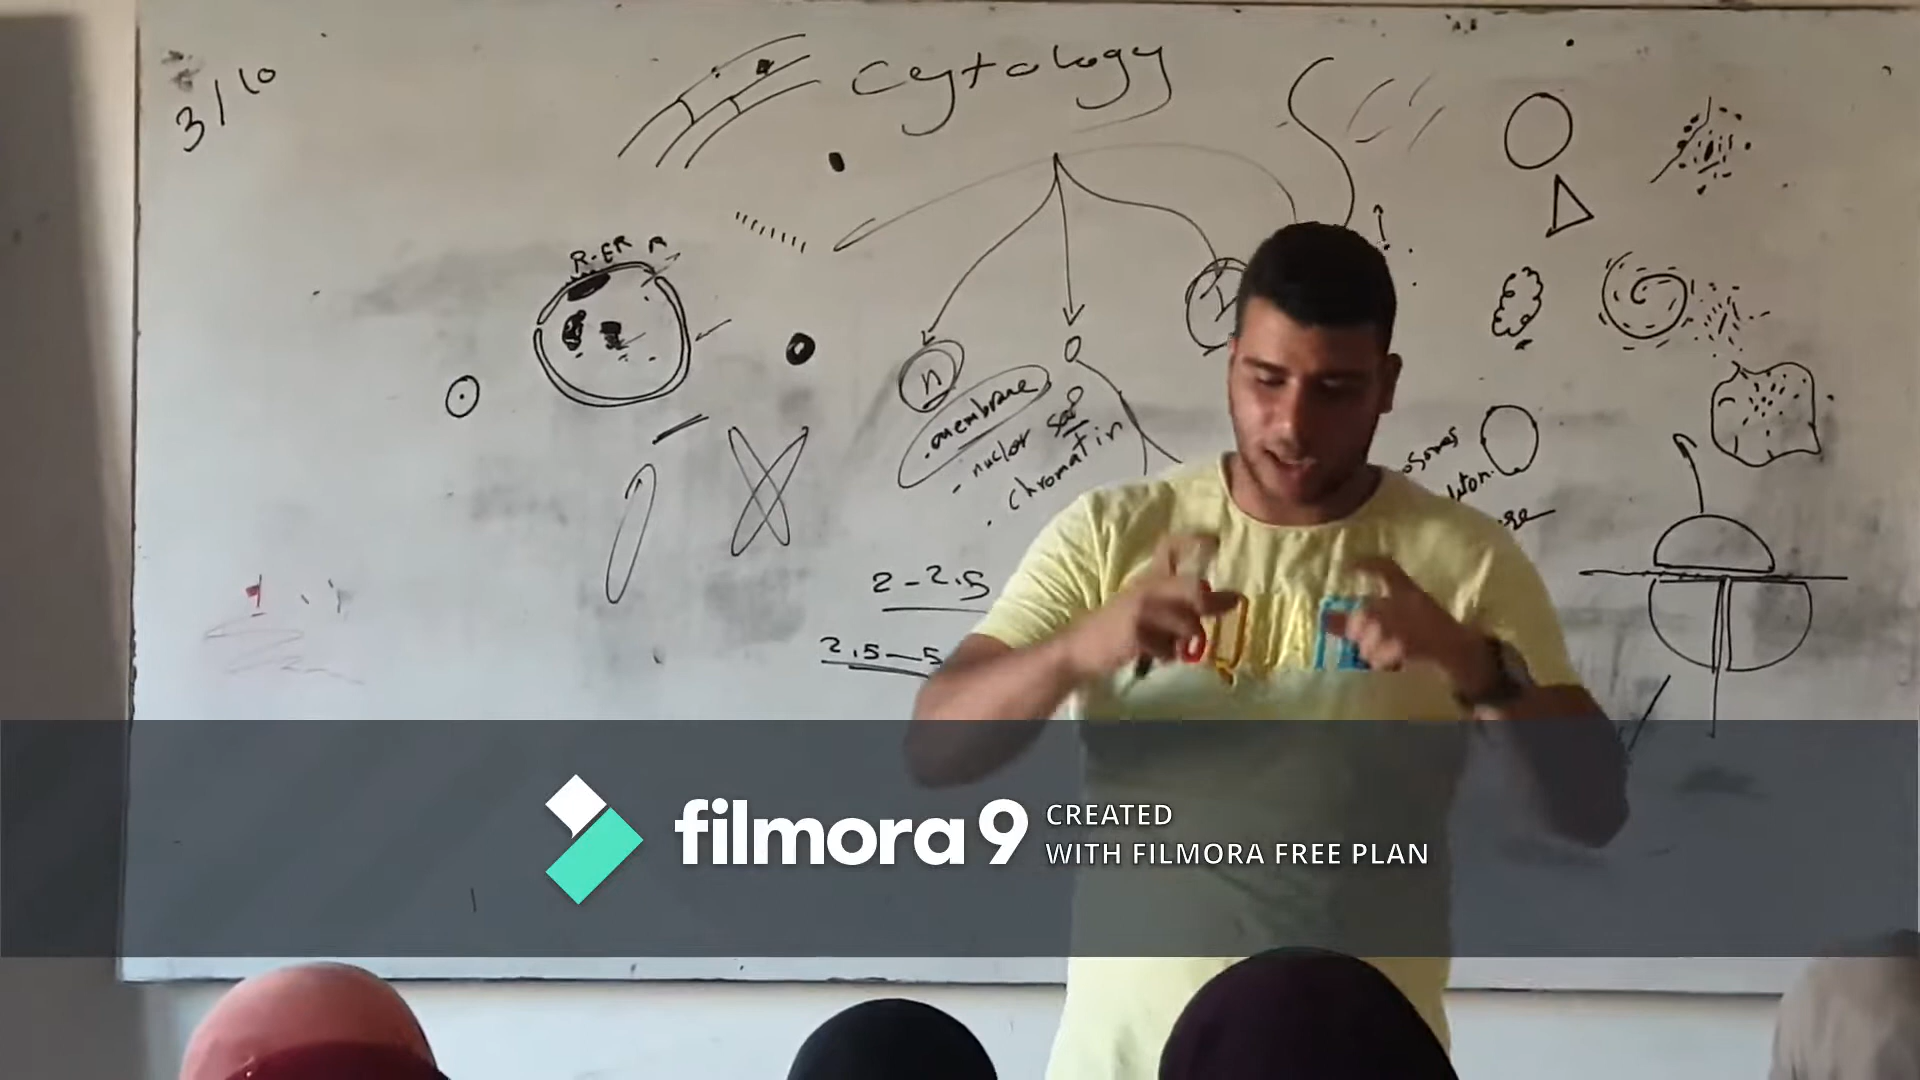 3/10
Cytology
R-ER R
n
.membrane
- nuclor sap
. chromatin
2-2.5
2.5-5
filmora 9 CREATED
WITH FILMORA FREE PLAN